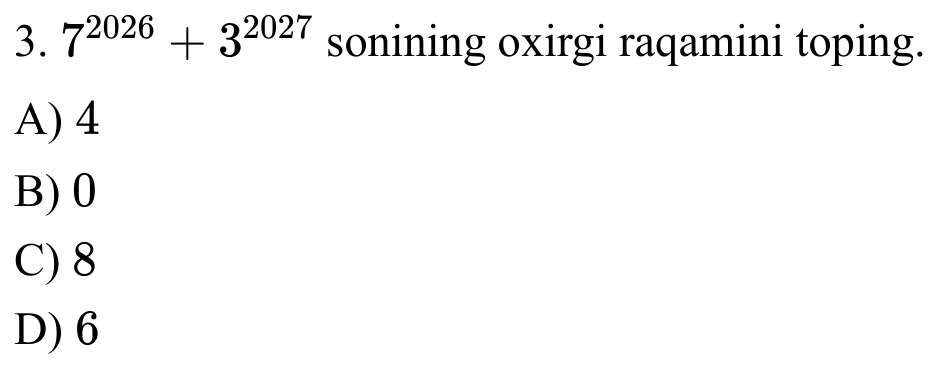 3. 7^2026 + 3^2027 sonining oxirgi raqamini toping.
A) 4
B) 0
C) 8
D) 6